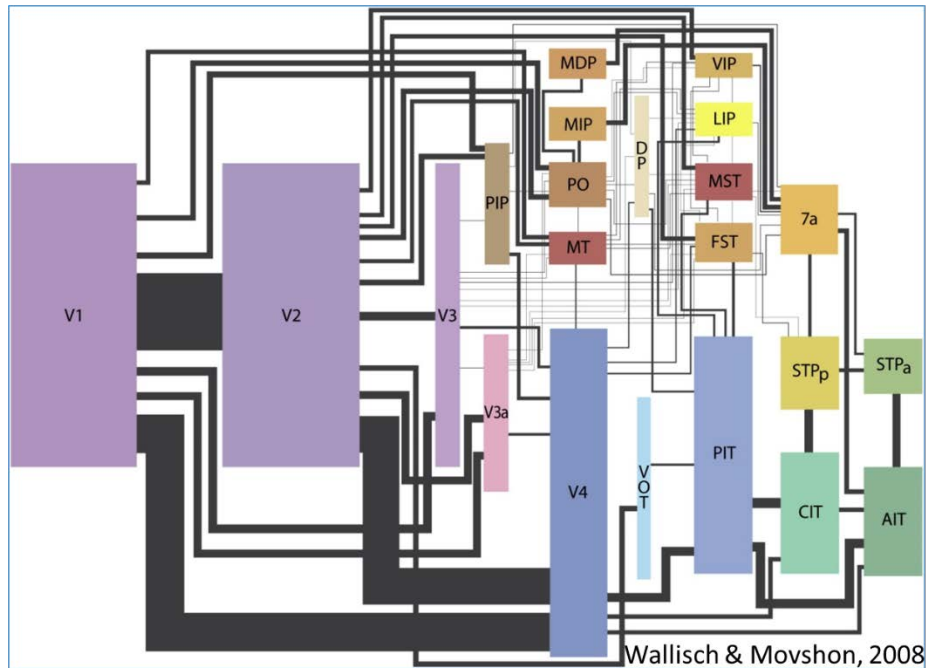 MDP
VIP
MIP
DP
LIP
PIP
PO
MST
7a
MT
FST
V1
V2
V3
V3a
V4
VOT
PIT
STPp
STPa
CIT
AIT
Wallisch & Movshon, 2008